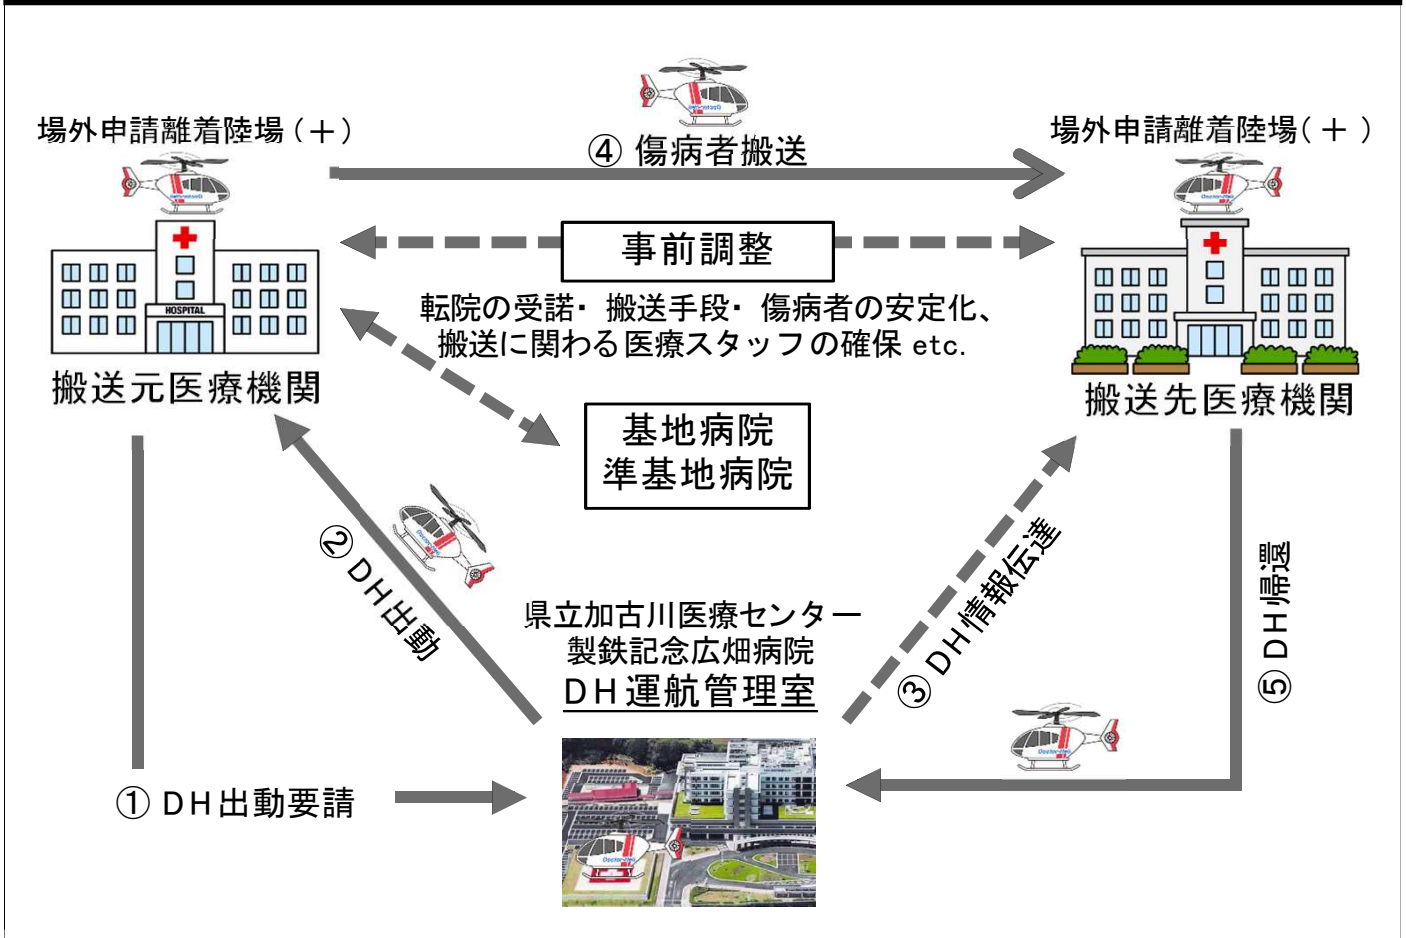 場外申請離着陸場(＋)
場外申請離着陸場(＋)
④ 傷病者搬送
事前調整
HOSPITAL
転院の受諾・搬送手段・傷病者の安定化、
搬送に関わる医療スタッフの確保 etc.
搬送元医療機関
搬送先医療機関
基地病院
準基地病院
② DH出動
③ DH情報伝達
⑤ DH帰還
県立加古川医療センター
製鉄記念広畑病院
DH運航管理室
① DH出動要請
Doctor-Heli